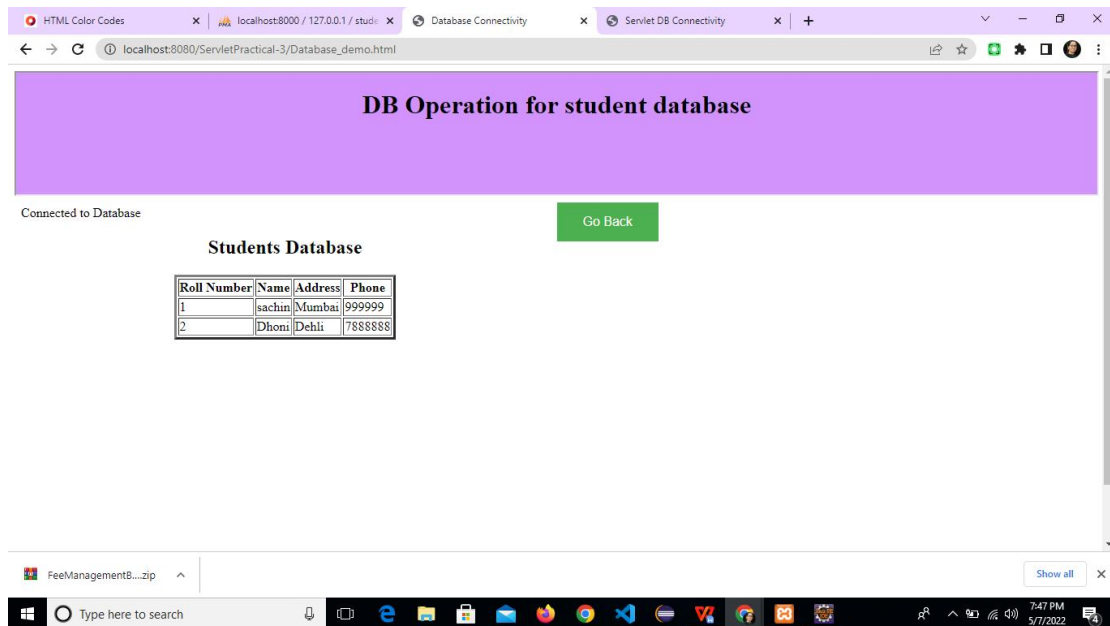 HTML Color Codes
localhost:8000 / 127.0.0.1 / stude
Database Connectivity
Servlet DB Connectivity
localhost:8080/ServletPractical-3/Database_demo.html
DB Operation for student database
Connected to Database
Go Back
Students Database
Roll Number Name Address Phone
1 sachin Mumbai 999999
2 Dhoni Dehli 7888888
FeeManagementB....zip
Show all
Type here to search
7:47 PM
5/7/2022